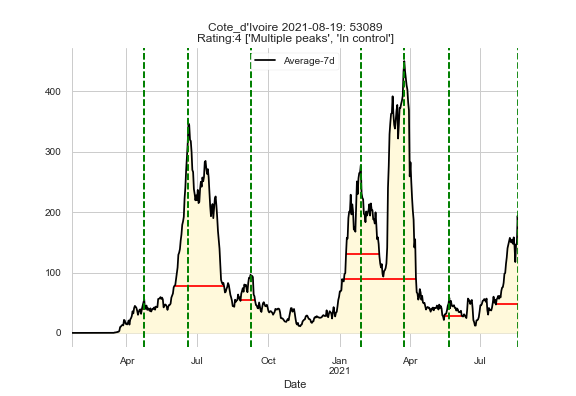 Cote_d'Ivoire 2021-08-19: 53089
Rating:4 ['Multiple peaks', 'In control']
Average-7d
400
300
200
100
0
Apr
Jul
Oct
Jan
2021
Apr
Jul
Date